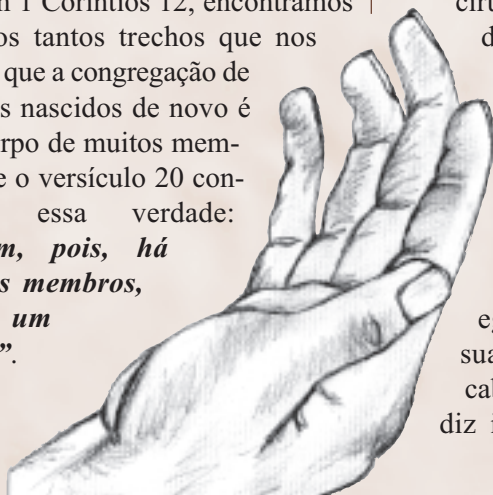 1 Coríntios 12, encontramos
os tantos trechos que nos
que a congregação de
s nascidos de novo é
rpo de muitos mem-
e o versículo 20 con-
essa verdade:
m, pois, há
s membros,
um
”.
d
eg
sua
cal
diz i